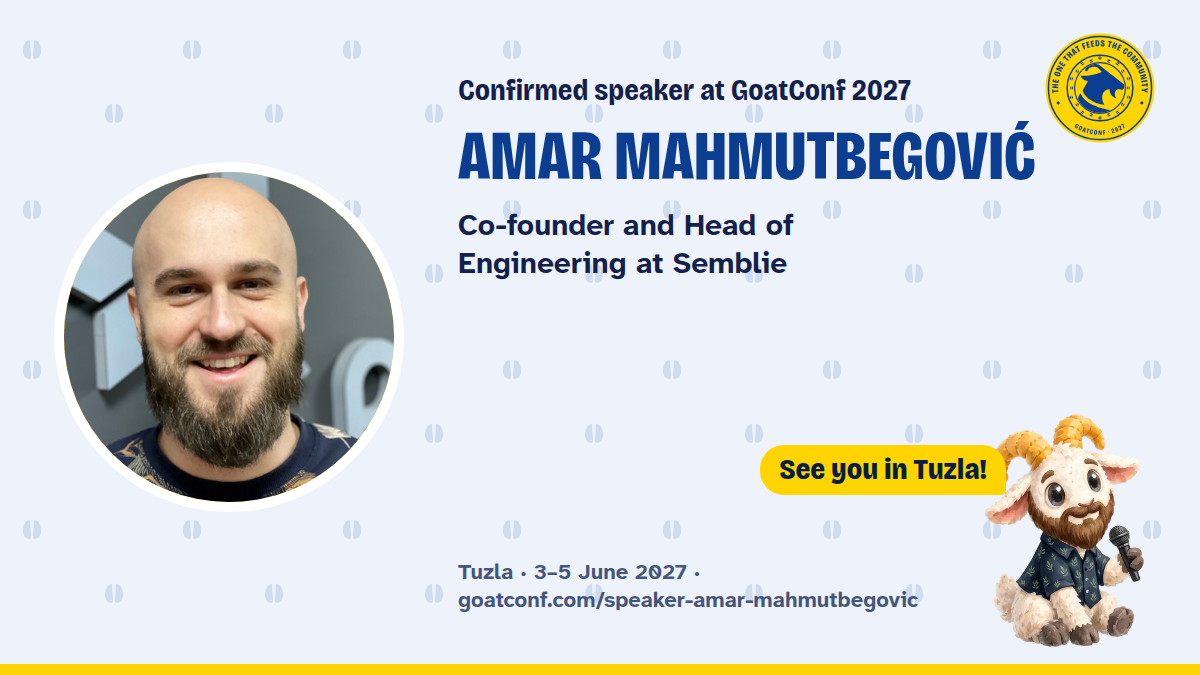 Confirmed speaker at GoatConf 2027
AMAR MAHMUTBEGOVIĆ
Co-founder and Head of
Engineering at Semblie
THE ONE THAT FEEDS THE COMMUNITY
GOATCONF · 2027
See you in Tuzla!
Tuzla · 3–5 June 2027 ·
goatconf.com/speaker-amar-mahmutbegovic